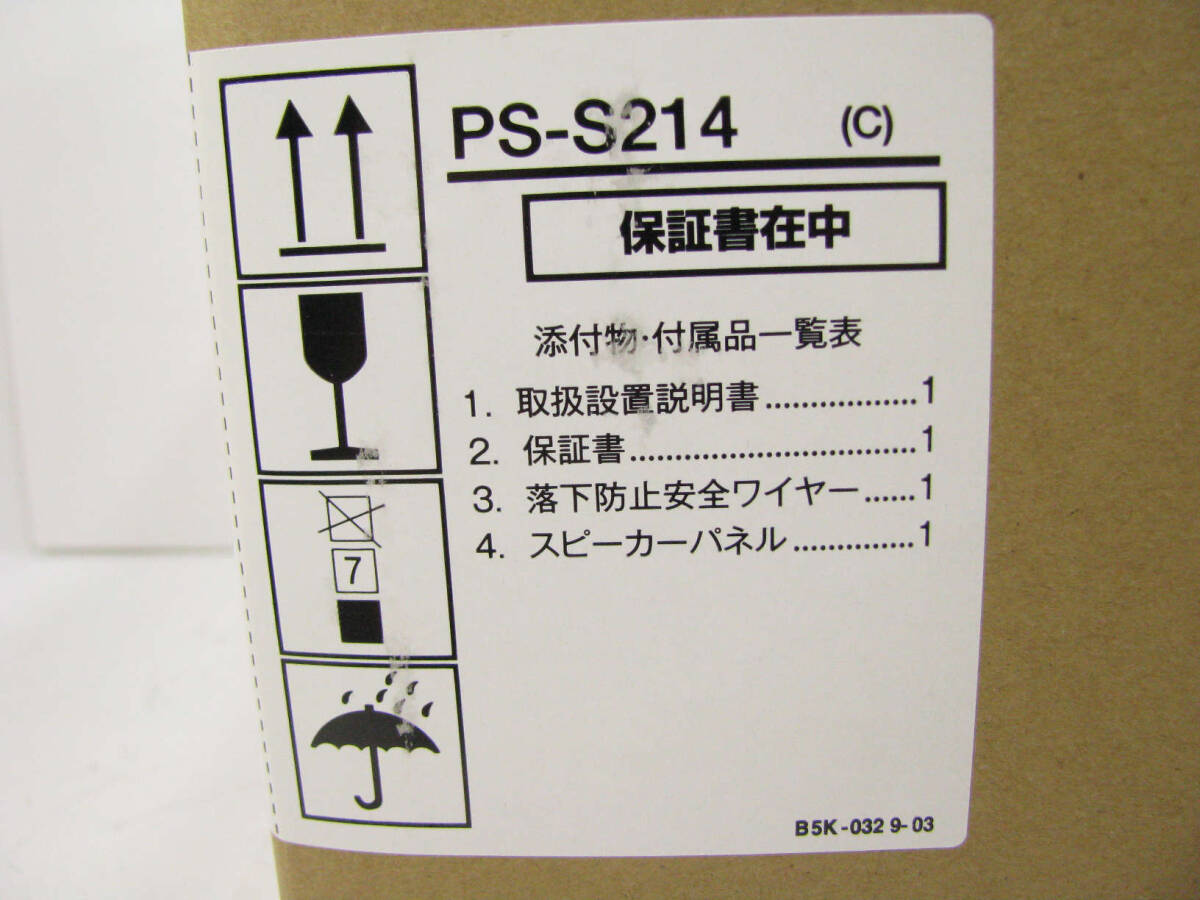 PS-S214 (C)
保証書在中
添付物・付属品一覧表
1. 取扱設置説明書.................1
2. 保証書................................1
3. 落下防止安全ワイヤー......1
4. スピーカーパネル..............1
7
B5K-0329-03